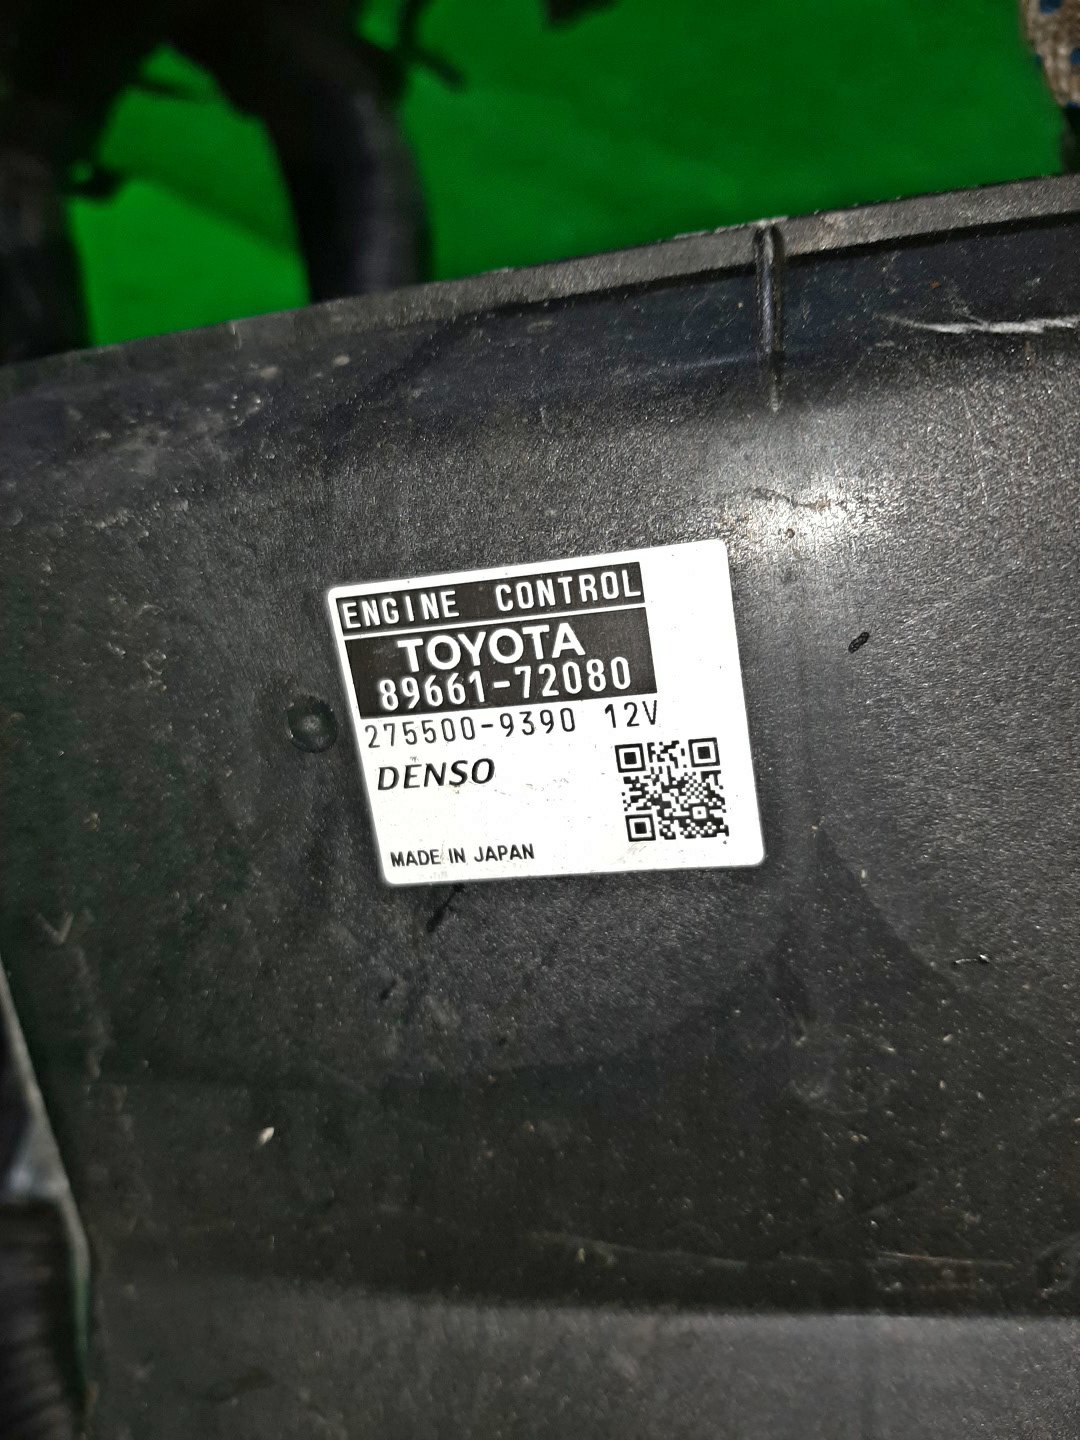 ENGINE CONTROL
TOYOTA
89661-72080
275500-9390 12V
DENSO
MADE IN JAPAN